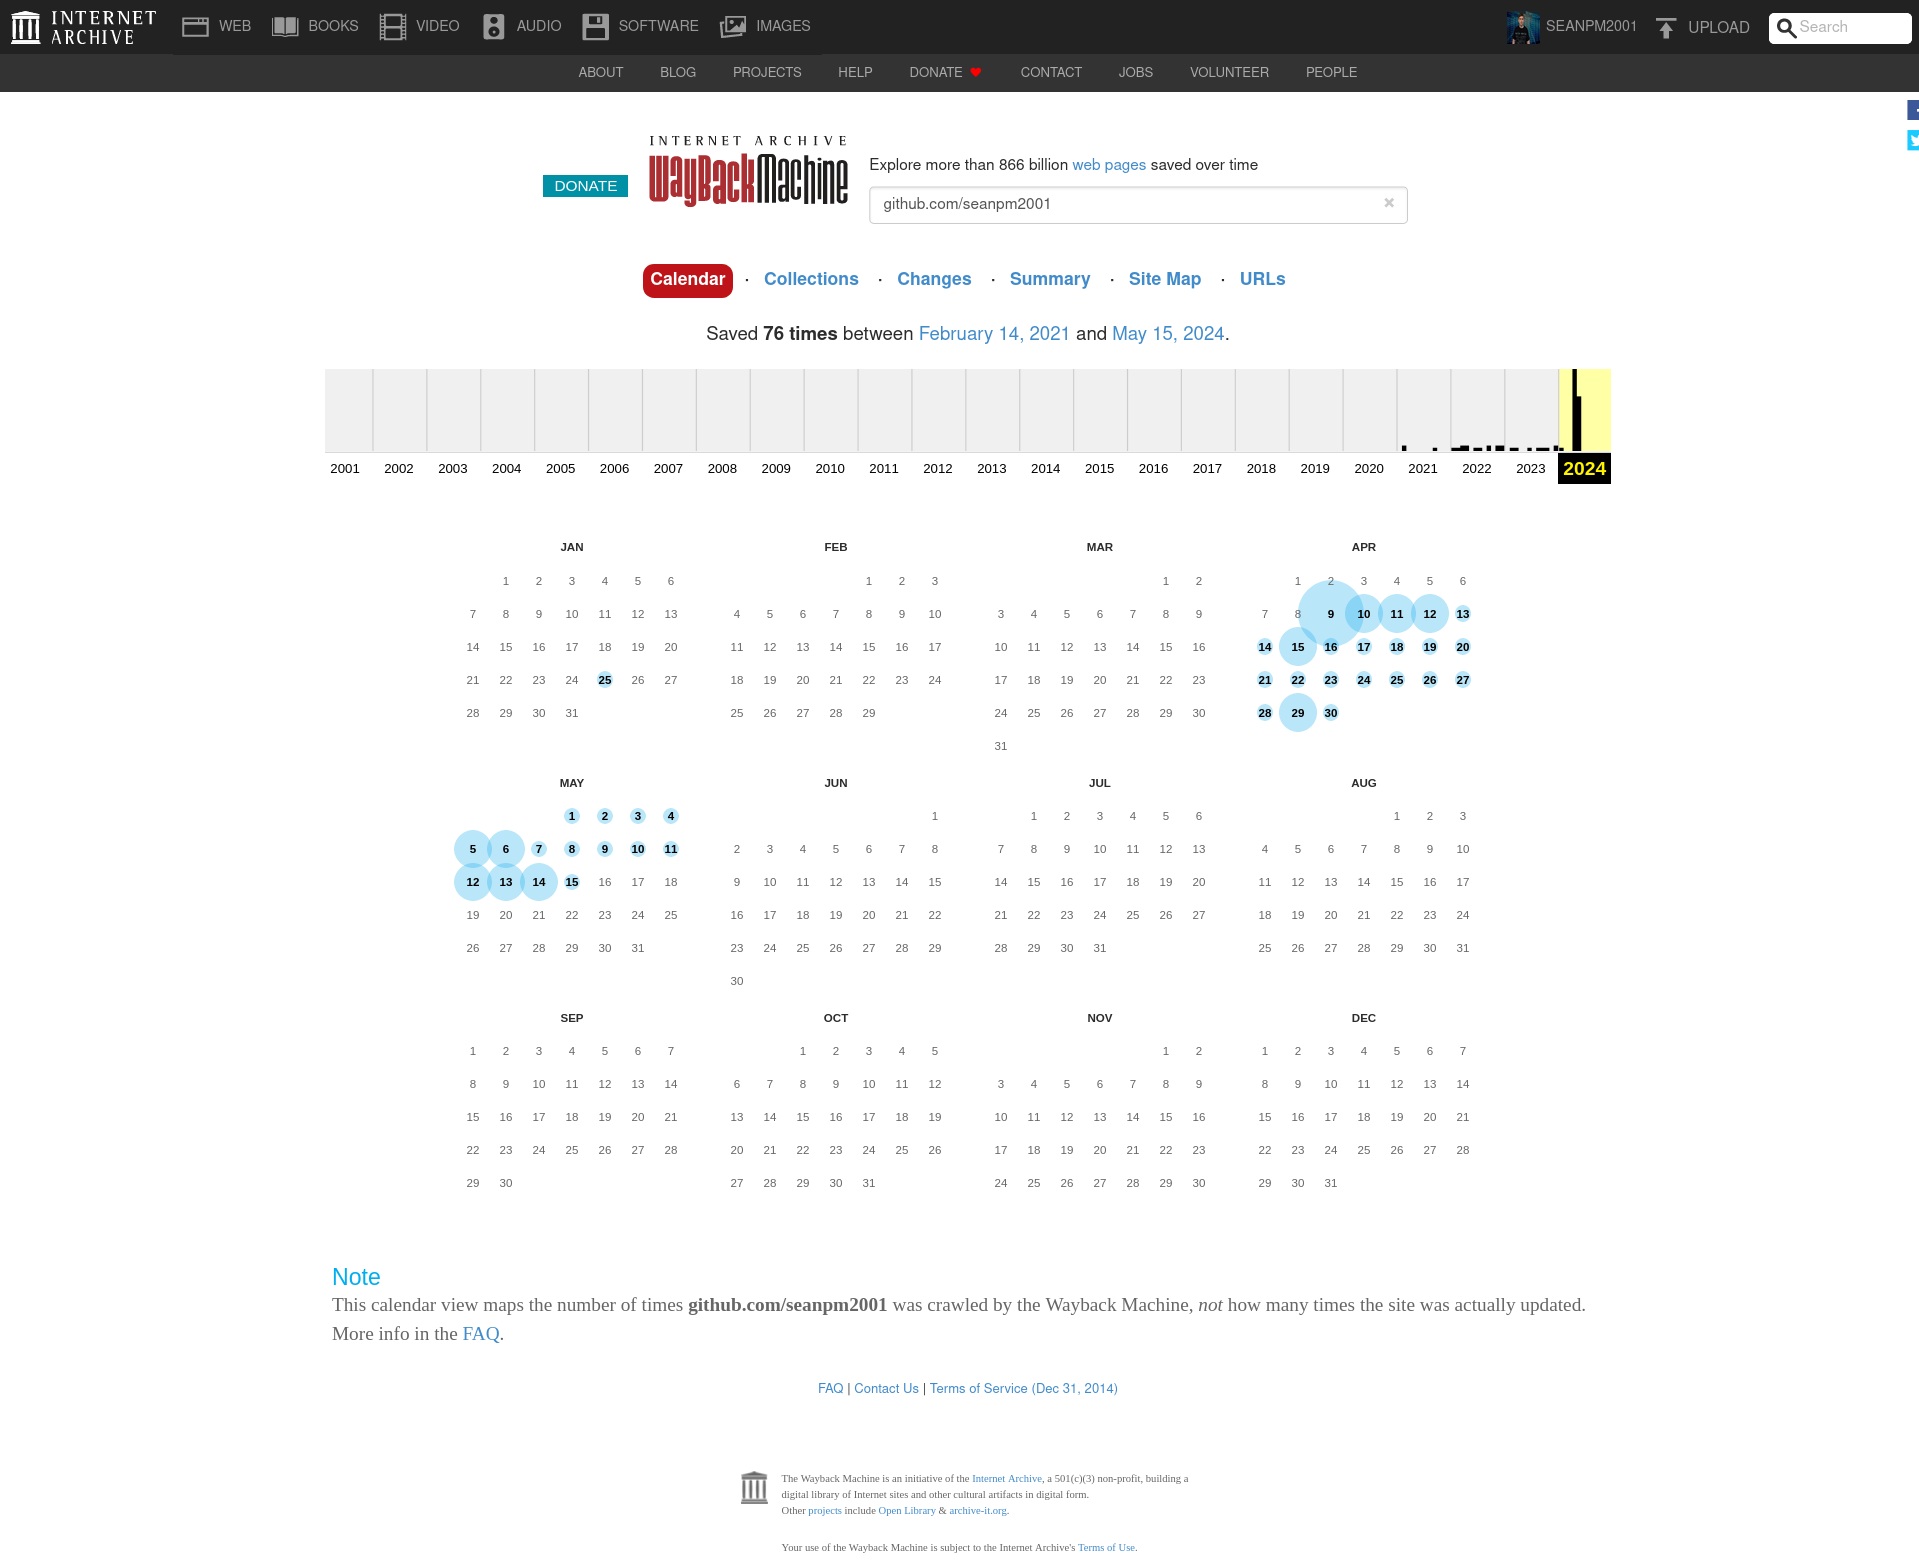 INTERNET ARCHIVE WEB BOOKS VIDEO AUDIO SOFTWARE IMAGES SEANPM2001 UPLOAD Search
ABOUT BLOG PROJECTS HELP DONATE CONTACT JOBS VOLUNTEER PEOPLE
INTERNET ARCHIVE
WayBackMachine
DONATE
Explore more than 866 billion web pages saved over time
github.com/seanpm2001 ×
Calendar · Collections · Changes · Summary · Site Map · URLs
Saved 76 times between February 14, 2021 and May 15, 2024.
2001 2002 2003 2004 2005 2006 2007 2008 2009 2010 2011 2012 2013 2014 2015 2016 2017 2018 2019 2020 2021 2022 2023 2024
JAN
1 2 3 4 5 6
7 8 9 10 11 12 13
14 15 16 17 18 19 20
21 22 23 24 25 26 27
28 29 30 31
FEB
1 2 3
4 5 6 7 8 9 10
11 12 13 14 15 16 17
18 19 20 21 22 23 24
25 26 27 28 29
MAR
1 2
3 4 5 6 7 8 9
10 11 12 13 14 15 16
17 18 19 20 21 22 23
24 25 26 27 28 29 30
31
APR
1 2 3 4 5 6
7 8 9 10 11 12 13
14 15 16 17 18 19 20
21 22 23 24 25 26 27
28 29 30
MAY
1 2 3 4
5 6 7 8 9 10 11
12 13 14 15 16 17 18
19 20 21 22 23 24 25
26 27 28 29 30 31
JUN
1
2 3 4 5 6 7 8
9 10 11 12 13 14 15
16 17 18 19 20 21 22
23 24 25 26 27 28 29
30
JUL
1 2 3 4 5 6
7 8 9 10 11 12 13
14 15 16 17 18 19 20
21 22 23 24 25 26 27
28 29 30 31
AUG
1 2 3
4 5 6 7 8 9 10
11 12 13 14 15 16 17
18 19 20 21 22 23 24
25 26 27 28 29 30 31
SEP
1 2 3 4 5 6 7
8 9 10 11 12 13 14
15 16 17 18 19 20 21
22 23 24 25 26 27 28
29 30
OCT
1 2 3 4 5
6 7 8 9 10 11 12
13 14 15 16 17 18 19
20 21 22 23 24 25 26
27 28 29 30 31
NOV
1 2
3 4 5 6 7 8 9
10 11 12 13 14 15 16
17 18 19 20 21 22 23
24 25 26 27 28 29 30
DEC
1 2 3 4 5 6 7
8 9 10 11 12 13 14
15 16 17 18 19 20 21
22 23 24 25 26 27 28
29 30 31
Note
This calendar view maps the number of times github.com/seanpm2001 was crawled by the Wayback Machine, not how many times the site was actually updated.
More info in the FAQ.
FAQ | Contact Us | Terms of Service (Dec 31, 2014)
The Wayback Machine is an initiative of the Internet Archive, a 501(c)(3) non-profit, building a
digital library of Internet sites and other cultural artifacts in digital form.
Other projects include Open Library & archive-it.org.
Your use of the Wayback Machine is subject to the Internet Archive's Terms of Use.